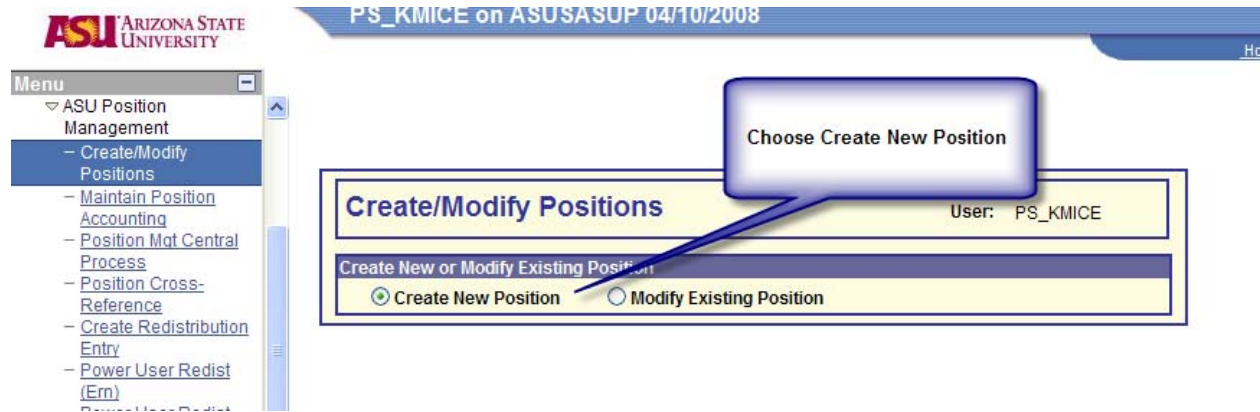 ASU ARIZONA STATE
UNIVERSITY
PS_KMICE on ASUSASUP 04/10/2008
Menu
ASU Position
Management
– Create/Modify
Positions
– Maintain Position
Accounting
– Position Mgt Central
Process
– Position Cross-
Reference
– Create Redistribution
Entry
– Power User Redist
(Ern)
Choose Create New Position
Create/Modify Positions
User: PS_KMICE
Create New or Modify Existing Position
Create New Position Modify Existing Position